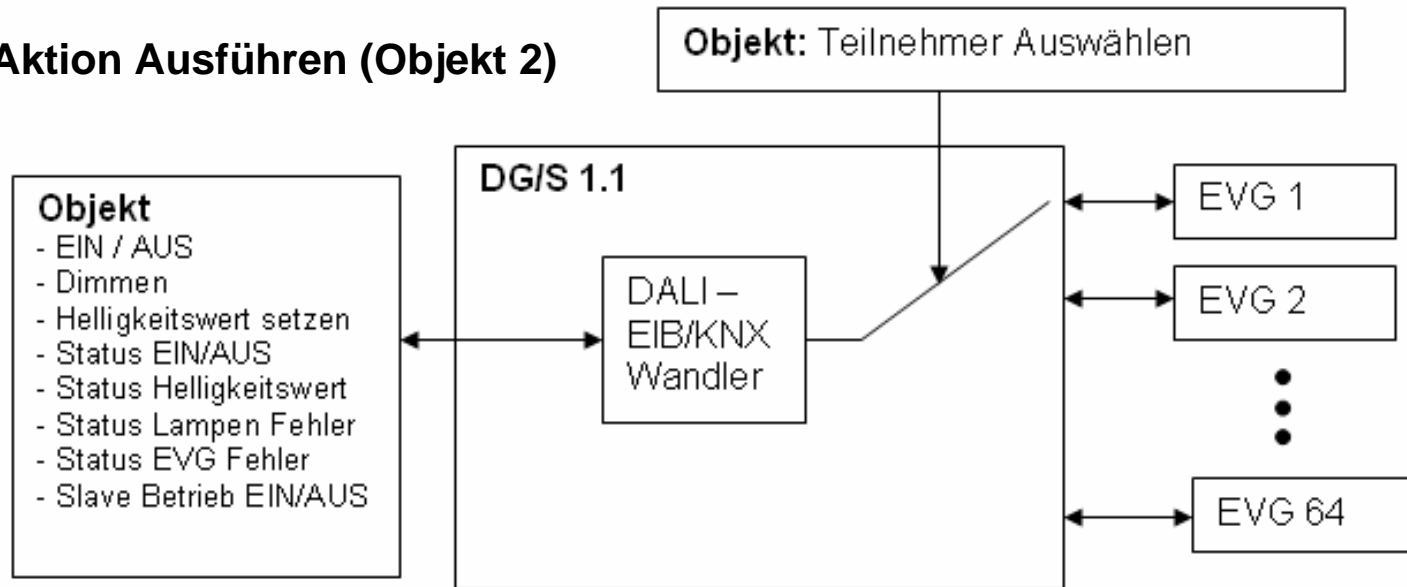 Aktion Ausführen (Objekt 2)
Objekt: Teilnehmer Auswählen
Objekt
- EIN / AUS
- Dimmen
- Helligkeitswert setzen
- Status EIN/AUS
- Status Helligkeitswert
- Status Lampen Fehler
- Status EVG Fehler
- Slave Betrieb EIN/AUS
DG/S 1.1
DALI –
EIB/KNX
Wandler
EVG 1
EVG 2
EVG 64